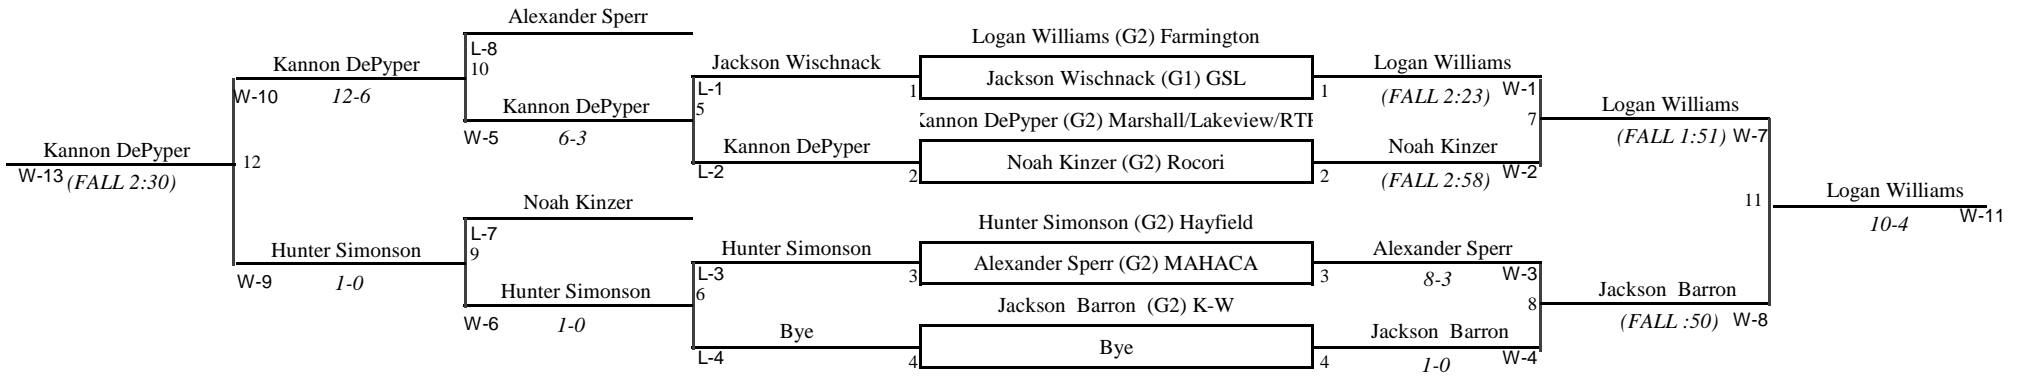 Alexander Sperr
L-8
10
Kannon DePyper
W-10
12-6
Kannon DePyper
W-5
6-3
Kannon DePyper
W-13
(FALL 2:30)
12
Noah Kinzer
L-7
9
Hunter Simonson
W-9
1-0
Hunter Simonson
W-6
1-0
Jackson Wischnack
L-1
5
Kannon DePyper
L-2
Hunter Simonson
L-3
6
Bye
L-4
Logan Williams (G2) Farmington
1
Jackson Wischnack (G1) GSL
1
Kannon DePyper (G2) Marshall/Lakeview/RTR
2
Noah Kinzer (G2) Rocori
2
Hunter Simonson (G2) Hayfield
3
Alexander Sperr (G2) MAHACA
3
Jackson Barron (G2) K-W
4
Bye
4
Logan Williams
(FALL 2:23)
W-1
7
Noah Kinzer
(FALL 2:58)
W-2
Alexander Sperr
8-3
W-3
8
Jackson Barron
1-0
W-4
Logan Williams
(FALL 1:51)
W-7
11
Jackson Barron
(FALL :50)
W-8
Logan Williams
10-4
W-11